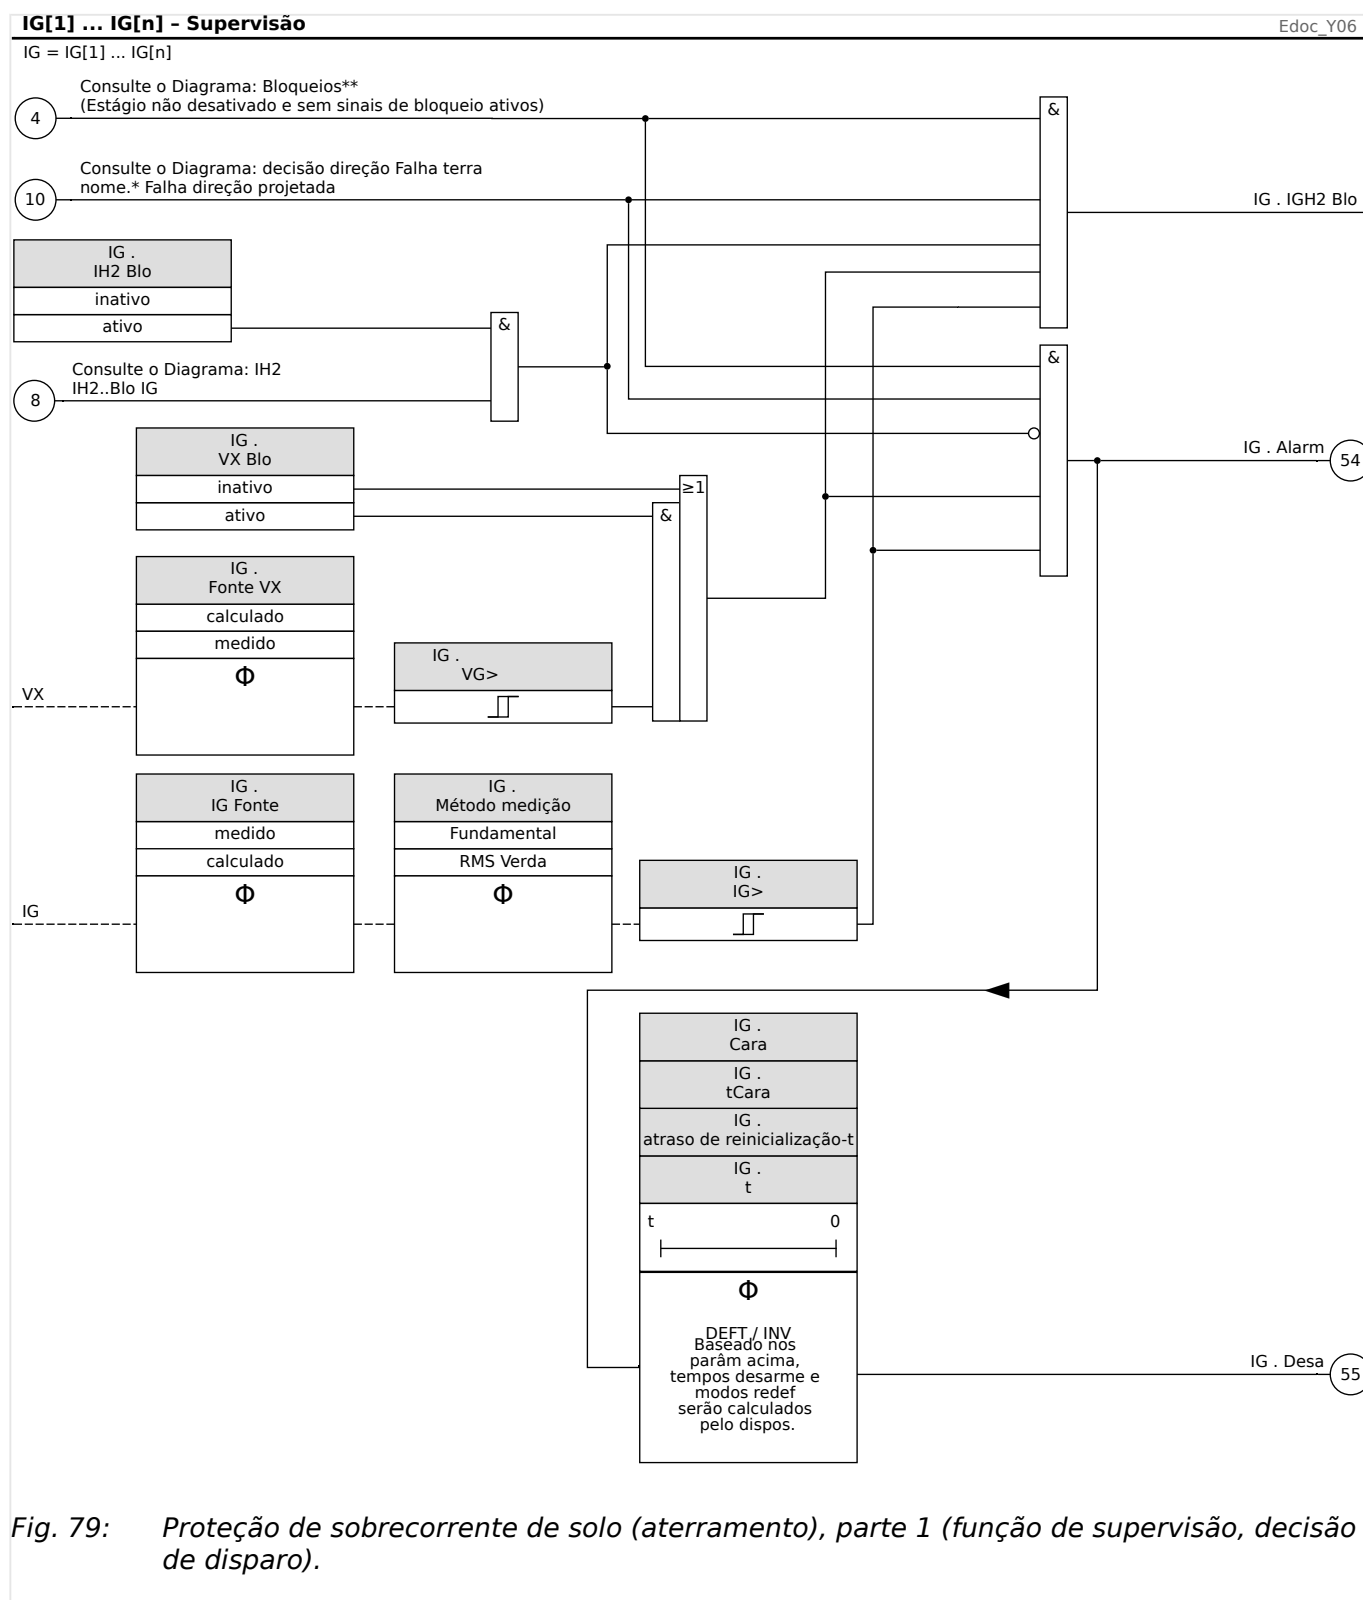 IG[1] ... IG[n] – Supervisão
Edoc_Y06
IG = IG[1] ... IG[n]
Consulte o Diagrama: Bloqueios**
(Estágio não desativado e sem sinais de bloqueio ativos)
4
&
Consulte o Diagrama: decisão direção Falha terra
nome.* Falha direção projetada
10
IG . IGH2 Blo
IG .
IH2 Blo
inativo
ativo
&
&
Consulte o Diagrama: IH2
IH2..Blo IG
8
IG . Alarm
54
IG .
VX Blo
inativo
ativo
≥1
&
IG .
Fonte VX
calculado
medido
Φ
IG .
VG>
VX
IG .
IG Fonte
medido
calculado
Φ
IG .
Método medição
Fundamental
RMS Verda
Φ
IG .
IG>
IG
IG .
Cara
IG .
tCara
IG .
atraso de reinicialização-t
IG .
t
t 0
Φ
DEFT / INV
Baseado nos
parâm acima,
tempos desarme e
modos redef
serão calculados
pelo dispos.
IG . Desa
55
Fig. 79: Proteção de sobrecorrente de solo (aterramento), parte 1 (função de supervisão, decisão
de disparo).